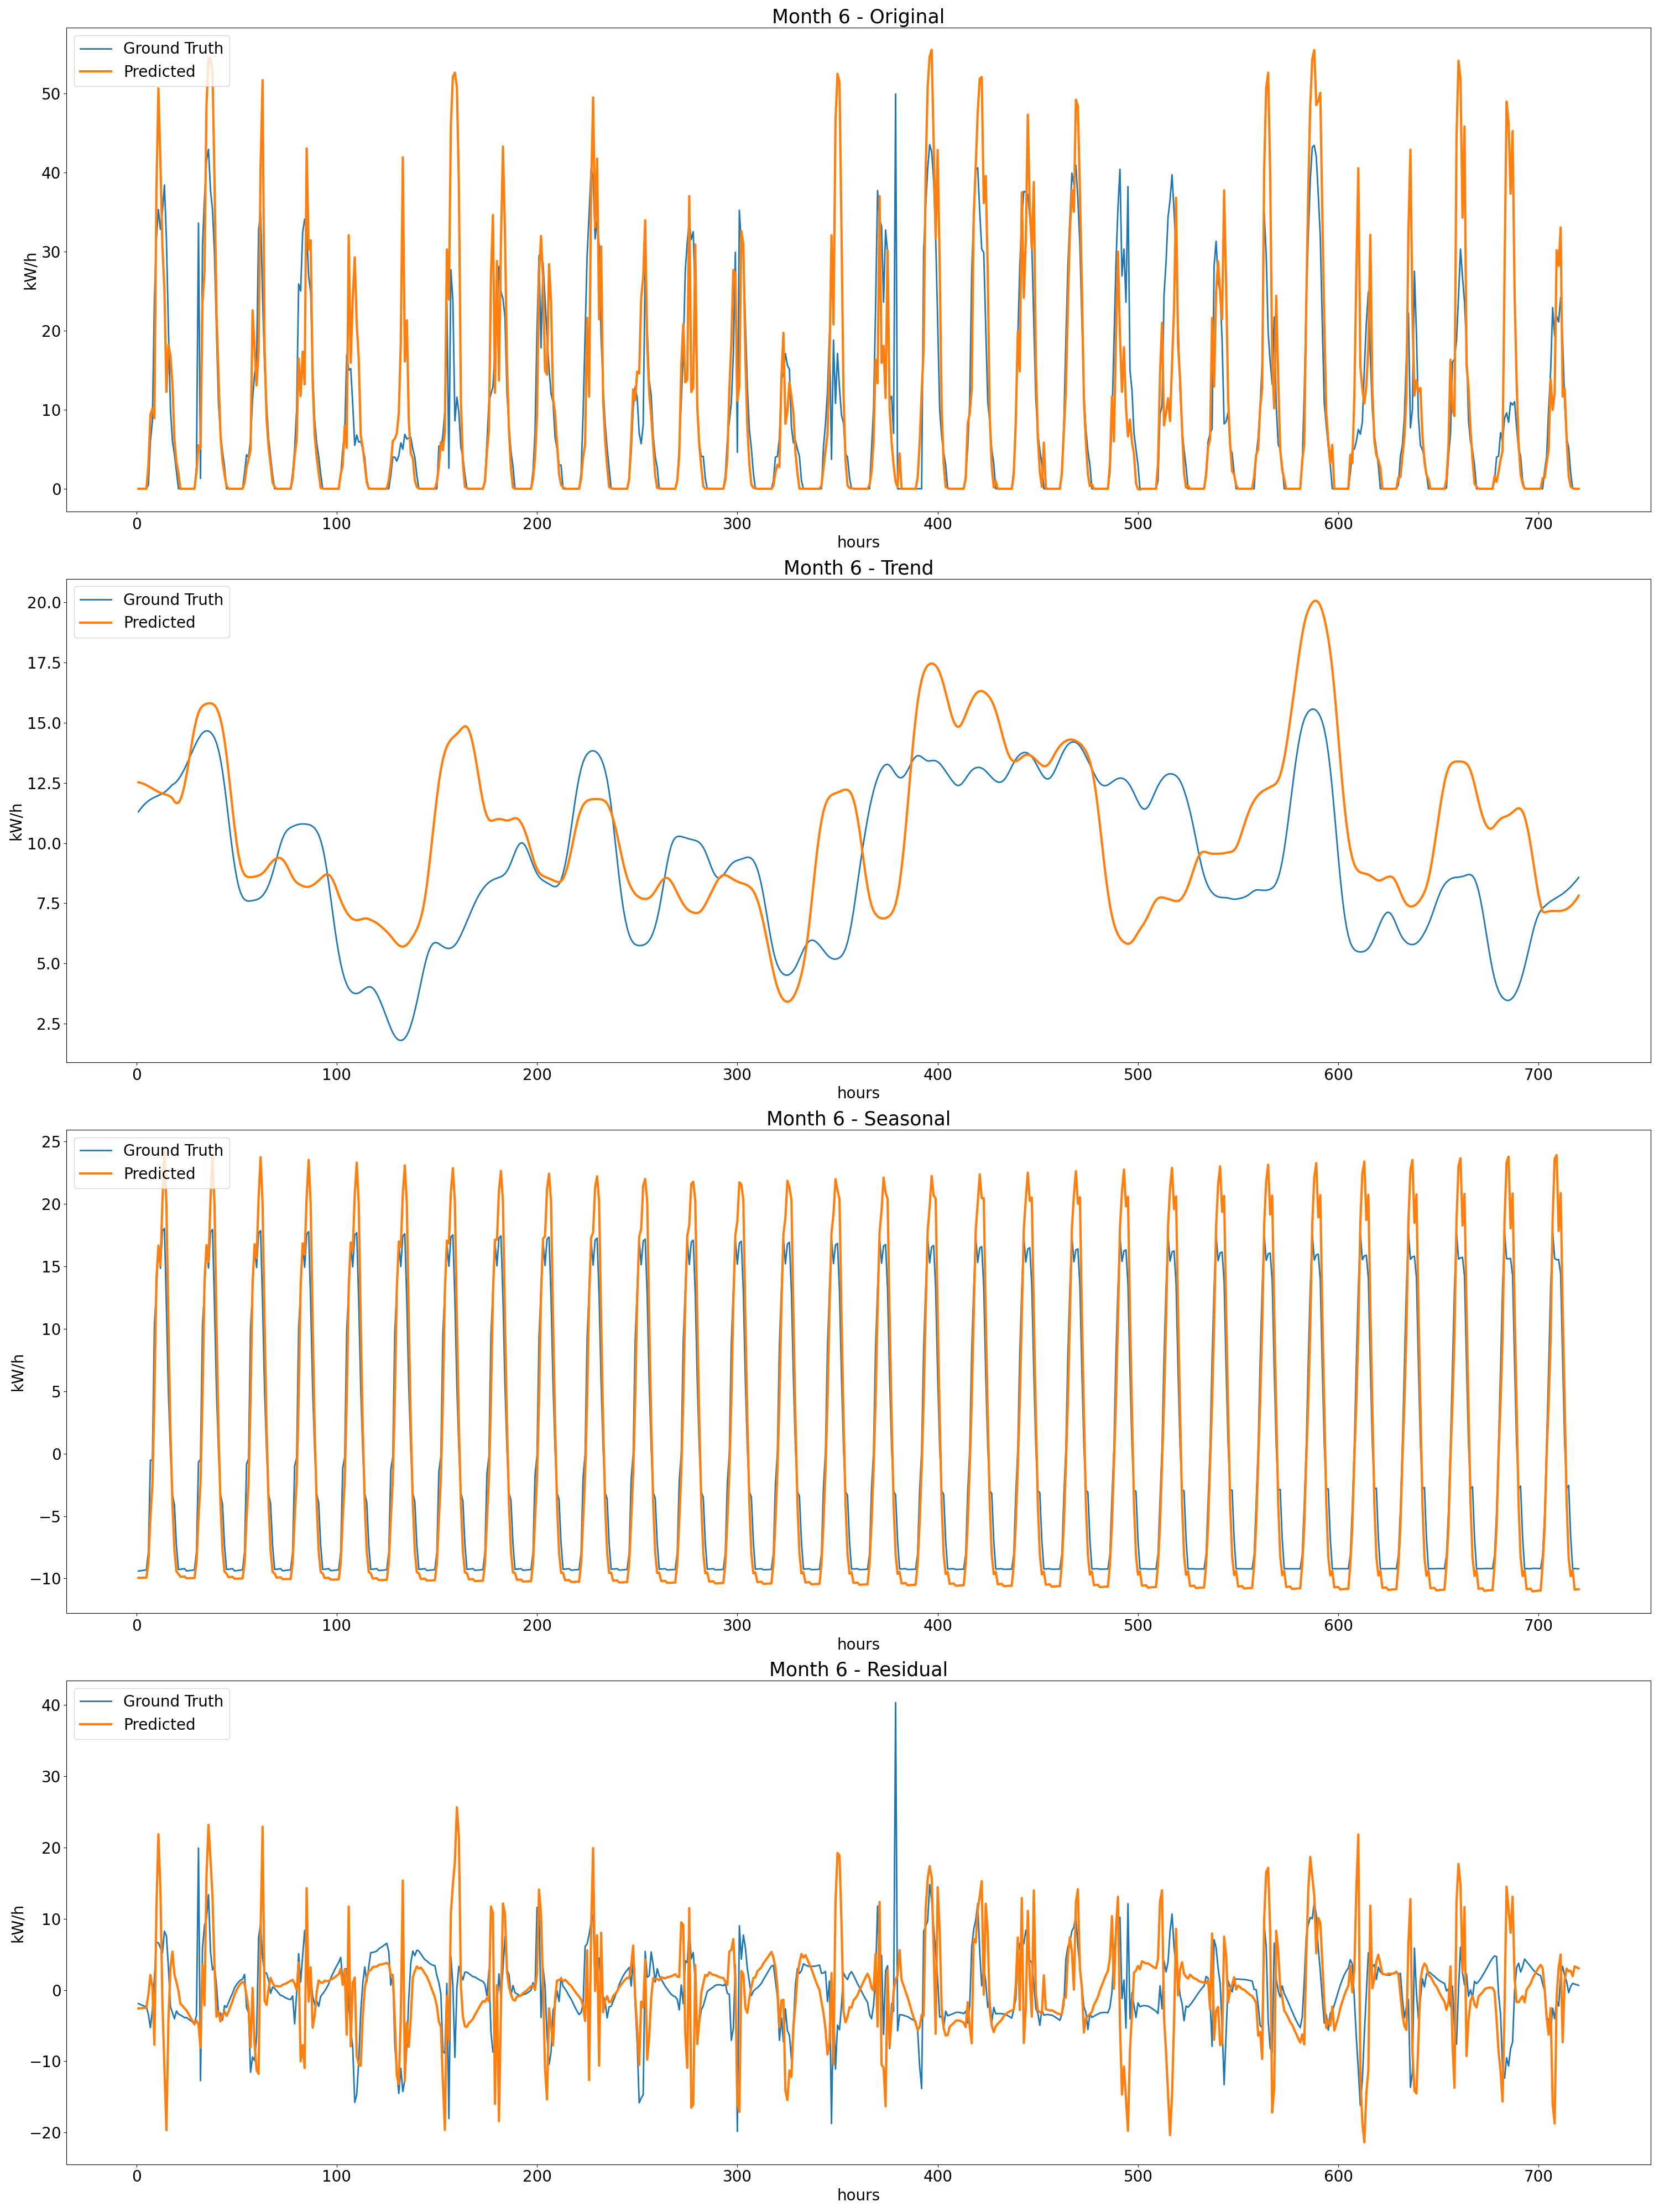 Month 6 - Original
Ground Truth
Predicted
50
40
30
20
10
0
kW/h
0 100 200 300 400 500 600 700
hours
Month 6 - Trend
Ground Truth
Predicted
20.0
17.5
15.0
12.5
10.0
7.5
5.0
2.5
kW/h
0 100 200 300 400 500 600 700
hours
Month 6 - Seasonal
Ground Truth
Predicted
25
20
15
10
5
0
−5
−10
kW/h
0 100 200 300 400 500 600 700
hours
Month 6 - Residual
Ground Truth
Predicted
40
30
20
10
0
−10
−20
kW/h
0 100 200 300 400 500 600 700
hours